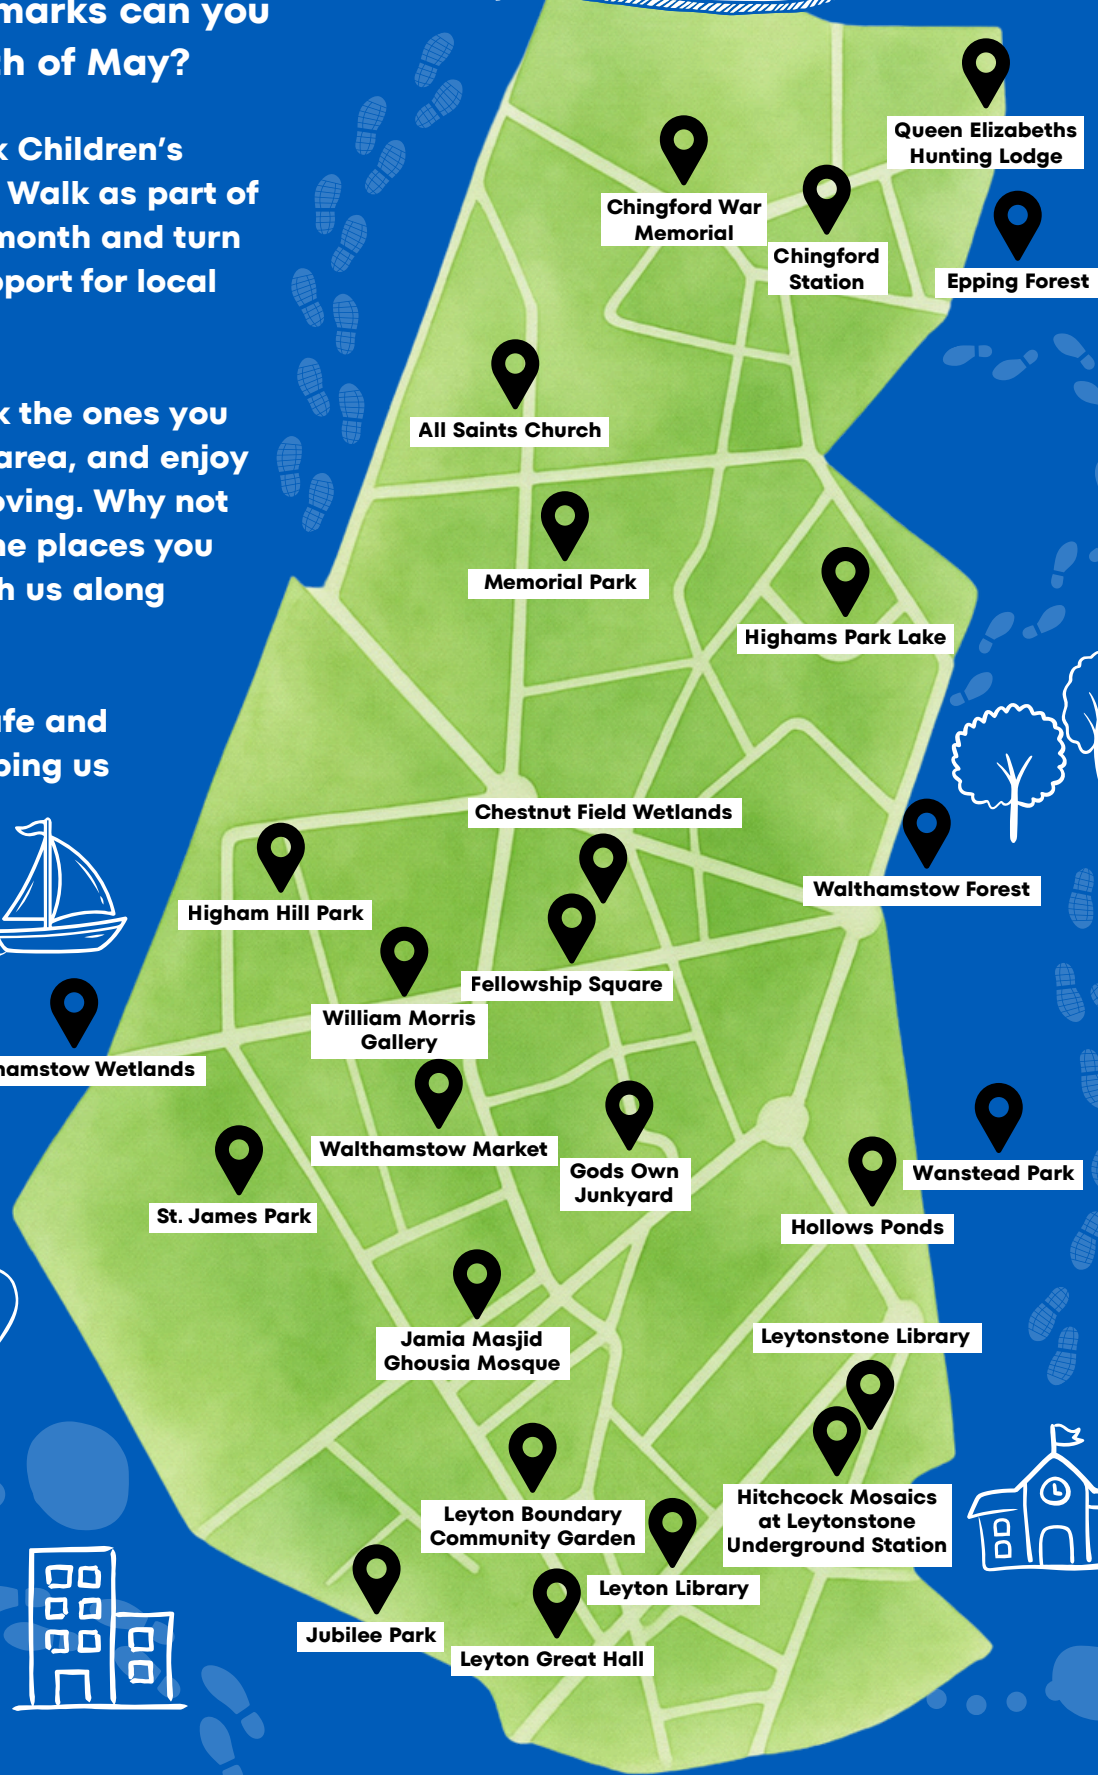 marks can you
h of May?
k Children's
Walk as part of
month and turn
pport for local
k the ones you
area, and enjoy
oving. Why not
he places you
h us along
afe and
ping us
Queen Elizabeths
Hunting Lodge
Chingford War
Memorial
Chingford
Station
Epping Forest
All Saints Church
Memorial Park
Highams Park Lake
Chestnut Field Wetlands
Walthamstow Forest
Higham Hill Park
Fellowship Square
William Morris
Gallery
hamstow Wetlands
Walthamstow Market
Gods Own
Junkyard
Wanstead Park
St. James Park
Hollows Ponds
Jamia Masjid
Ghousia Mosque
Leytonstone Library
Hitchcock Mosaics
at Leytonstone
Underground Station
Leyton Boundary
Community Garden
Leyton Library
Jubilee Park
Leyton Great Hall